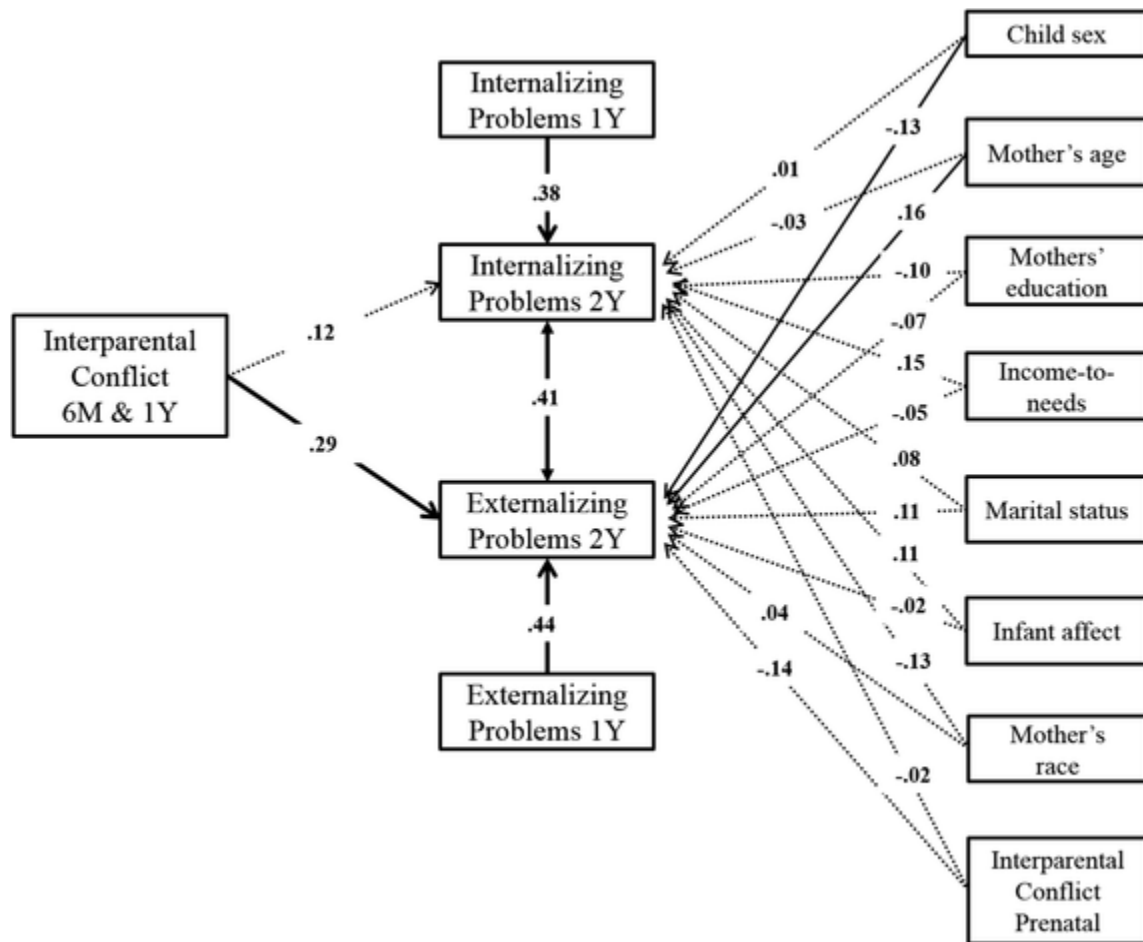 Child sex
Internalizing
Problems 1Y
-.13
Mother's age
.01
.38
-.03
.16
Internalizing
Problems 2Y
-.10
Mothers'
education
-.07
.12
.15
Interparental
Conflict
6M & 1Y
Income-to-
needs
.41
-.05
.29
.08
Externalizing
Problems 2Y
.11
Marital status
.11
.04
-.02
Infant affect
.44
-.13
-.14
Externalizing
Problems 1Y
Mother's
race
-.02
Interparental
Conflict
Prenatal